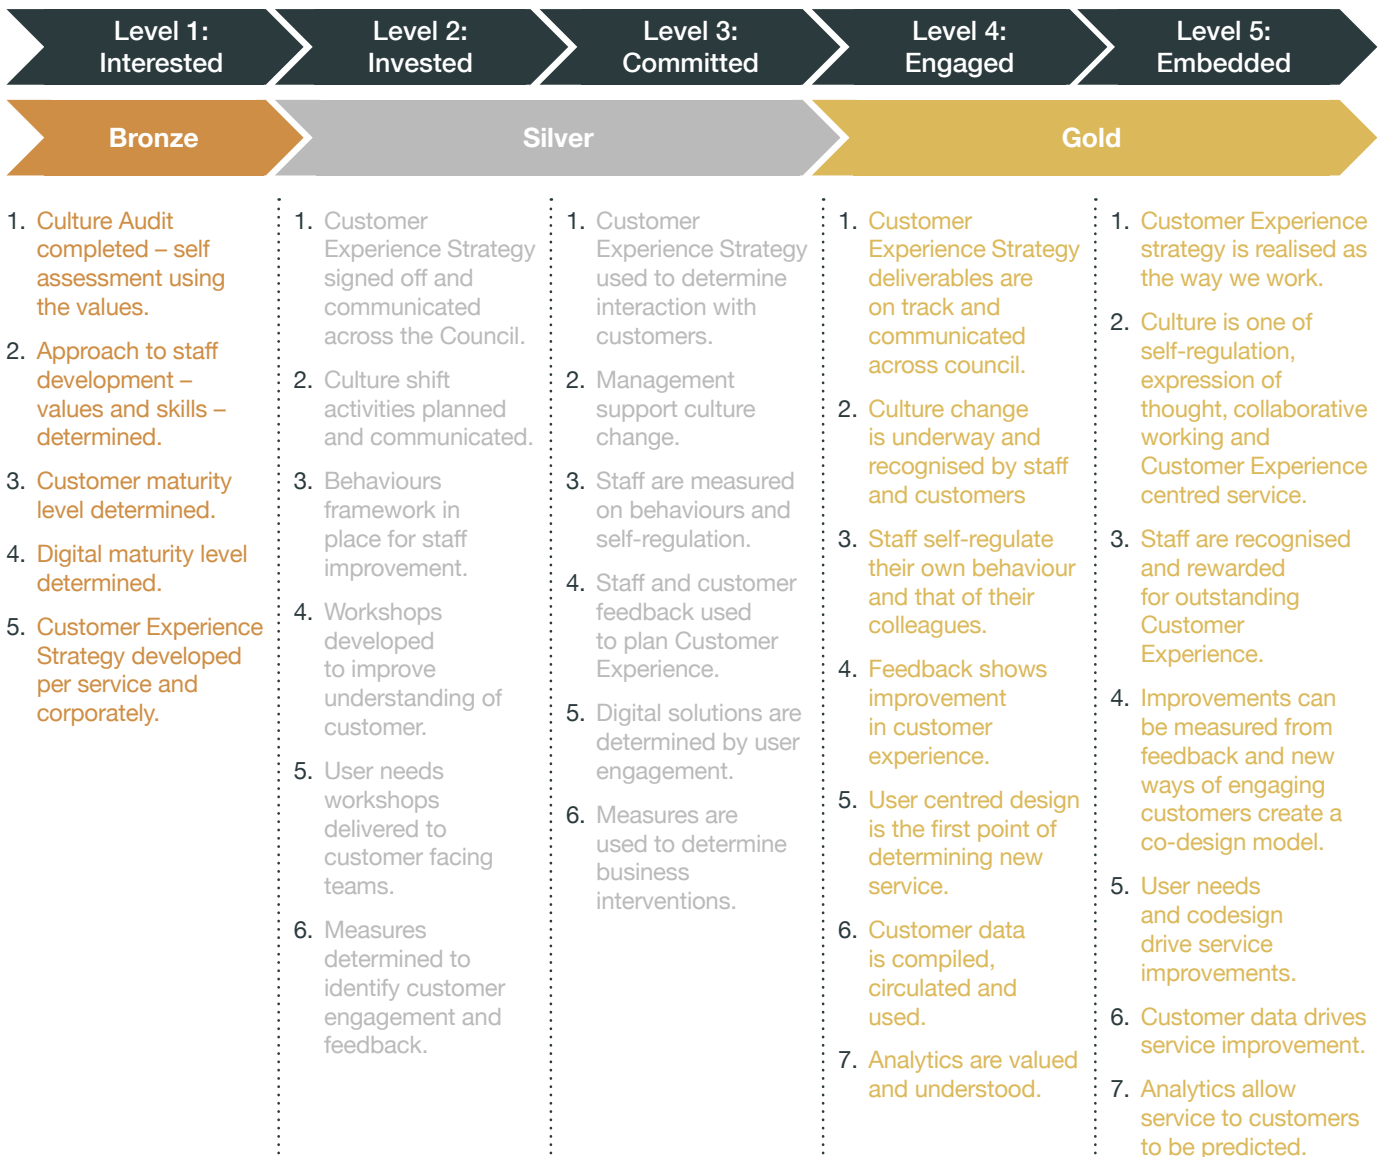 Level 1:
Interested
Level 2:
Invested
Level 3:
Committed
Level 4:
Engaged
Level 5:
Embedded
Bronze
Silver
Gold
1. Culture Audit
completed – self
assessment using
the values.
2. Approach to staff
development –
values and skills –
determined.
3. Customer maturity
level determined.
4. Digital maturity level
determined.
5. Customer Experience
Strategy developed
per service and
corporately.
1. Customer
Experience Strategy
signed off and
communicated
across the Council.
2. Culture shift
activities planned
and communicated.
3. Behaviours
framework in
place for staff
improvement.
4. Workshops
developed
to improve
understanding of
customer.
5. User needs
workshops
delivered to
customer facing
teams.
6. Measures
determined to
identify customer
engagement and
feedback.
1. Customer
Experience Strategy
used to determine
interaction with
customers.
2. Management
support culture
change.
3. Staff are measured
on behaviours and
self-regulation.
4. Staff and customer
feedback used
to plan Customer
Experience.
5. Digital solutions are
determined by user
engagement.
6. Measures are
used to determine
business
interventions.
1. Customer
Experience Strategy
deliverables are
on track and
communicated
across council.
2. Culture change
is underway and
recognised by staff
and customers
3. Staff self-regulate
their own behaviour
and that of their
colleagues.
4. Feedback shows
improvement
in customer
experience.
5. User centred design
is the first point of
determining new
service.
6. Customer data
is compiled,
circulated and
used.
7. Analytics are valued
and understood.
1. Customer Experience
strategy is realised as
the way we work.
2. Culture is one of
self-regulation,
expression of
thought, collaborative
working and
Customer Experience
centred service.
3. Staff are recognised
and rewarded
for outstanding
Customer
Experience.
4. Improvements can
be measured from
feedback and new
ways of engaging
customers create a
co-design model.
5. User needs
and codesign
drive service
improvements.
6. Customer data drives
service improvement.
7. Analytics allow
service to customers
to be predicted.